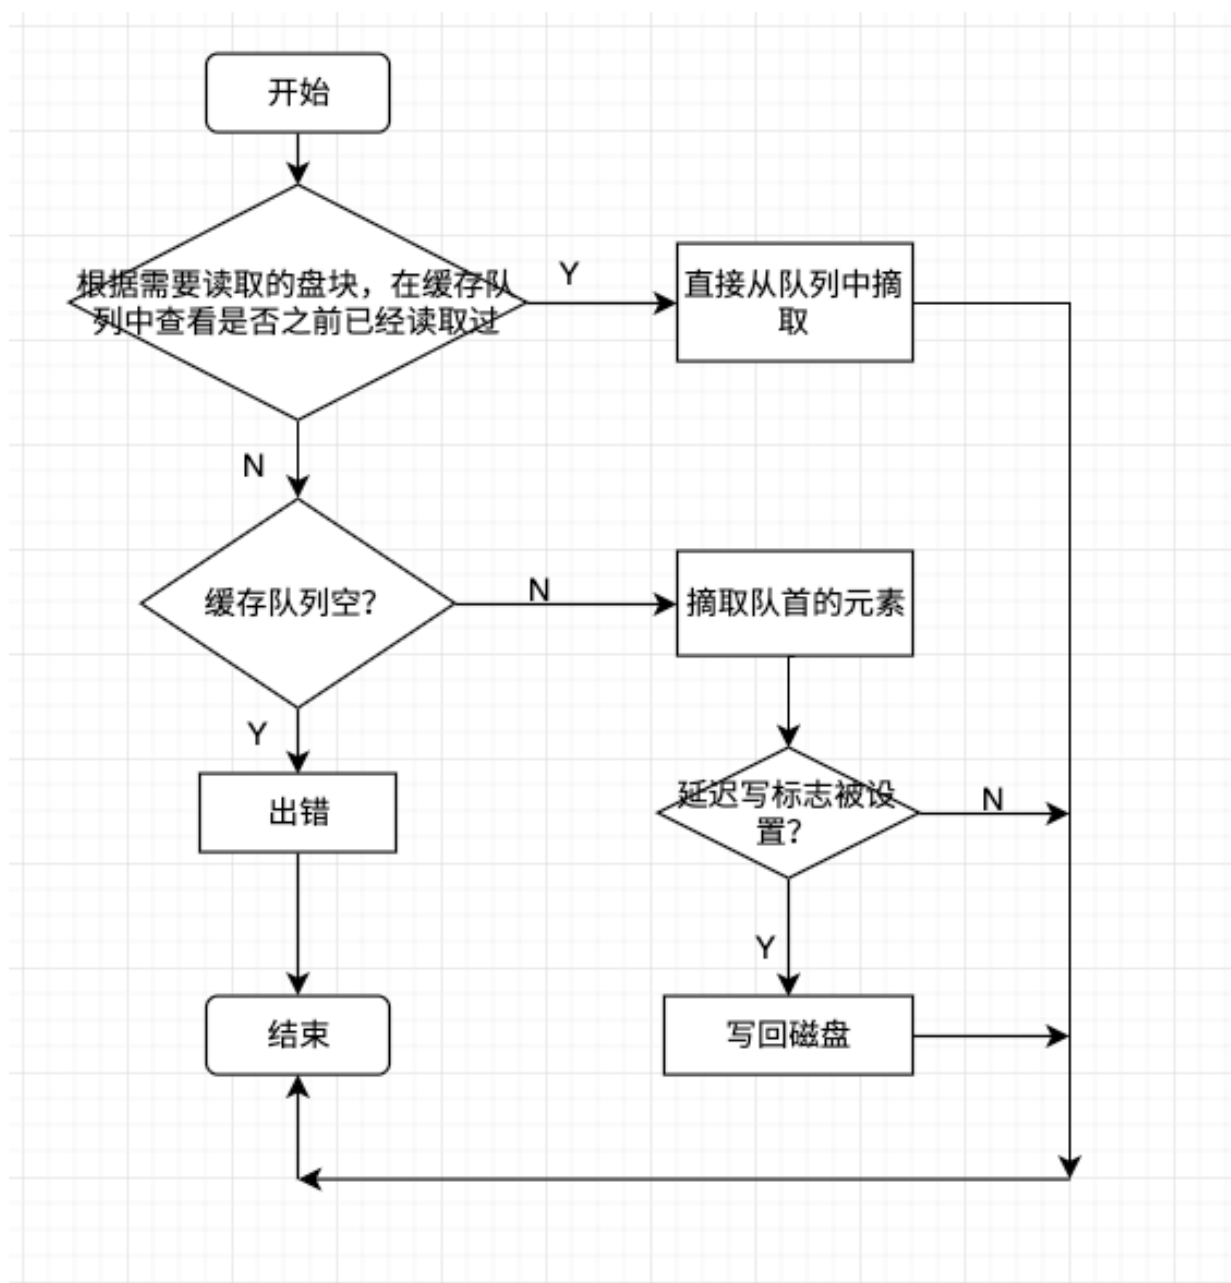 开始
根据需要读取的盘块，在缓存队
列中查看是否之前已经读取过
Y
直接从队列中摘
取
N
缓存队列空？
N
摘取队首的元素
Y
出错
延迟写标志被设
置？
N
Y
结束
写回磁盘